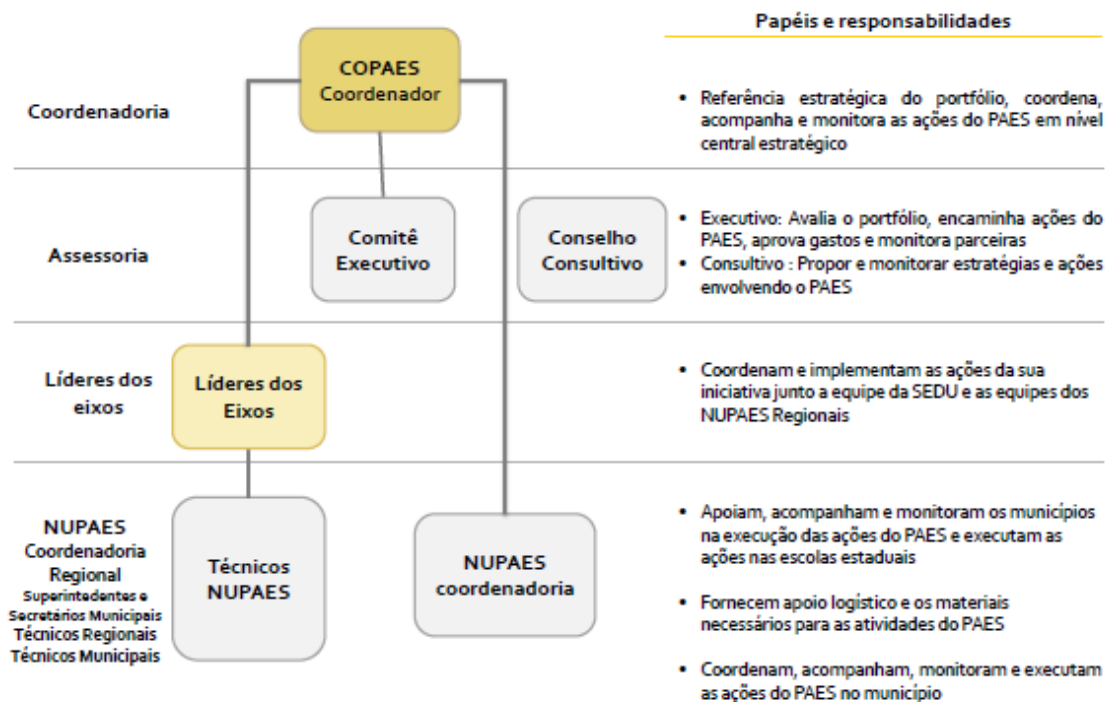 Papéis e responsabilidades
COPAES
Coordenador
Coordenadoria
• Referência estratégica do portfólio, coordena,
acompanha e monitora as ações do PAES em nível
central estratégico
Assessoria
Comitê
Executivo
Conselho
Consultivo
• Executivo: Avalia o portfólio, encaminha ações do
PAES, aprova gastos e monitora parceiras
• Consultivo : Propor e monitorar estratégias e ações
envolvendo o PAES
Líderes dos
eixos
Líderes dos
Eixos
• Coordenam e implementam as ações da sua
iniciativa junto a equipe da SEDU e as equipes dos
NUPAES Regionais
NUPAES
Coordenadoria
Regional
Superintedentes e
Secretários Municipais
Técnicos Regionais
Técnicos Municipais
Técnicos
NUPAES
NUPAES
coordenadoria
• Apoiam, acompanham e monitoram os municípios
na execução das ações do PAES e executam as
ações nas escolas estaduais
• Fornecem apoio logístico e os materiais
necessários para as atividades do PAES
• Coordenam, acompanham, monitoram e executam
as ações do PAES no município